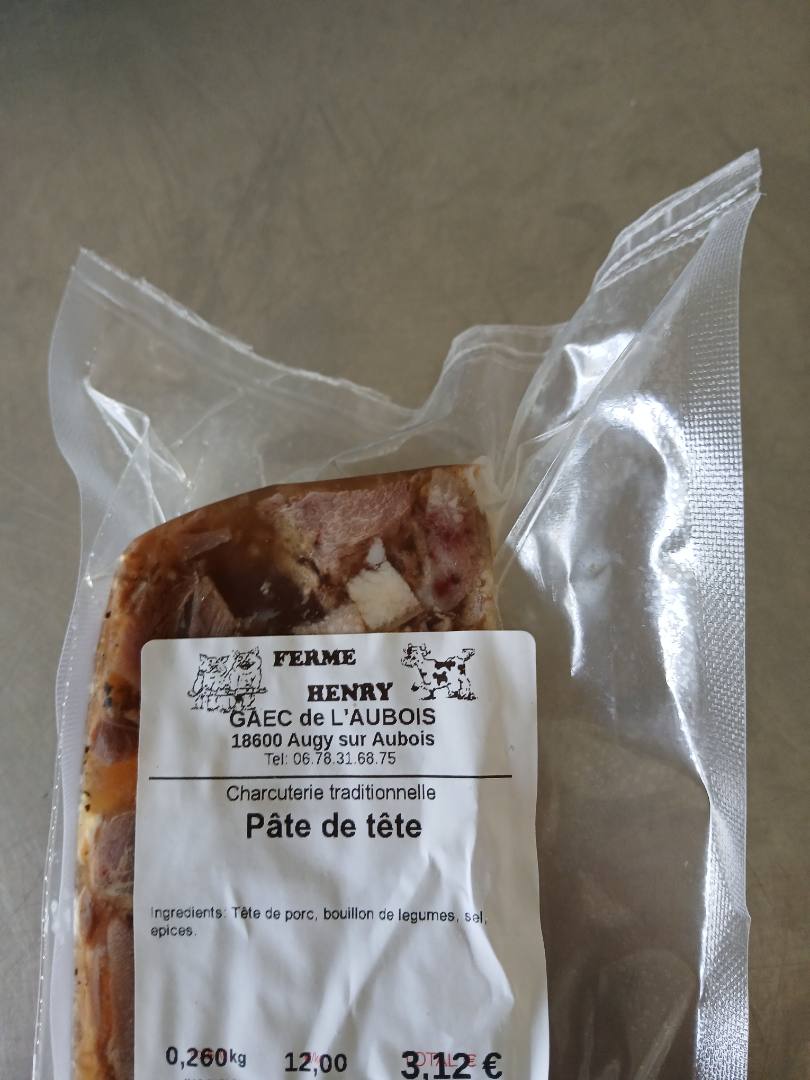 FERME
HENRY
GAEC de L'AUBOIS
18600 Augy sur Aubois
Tel: 06.78.31.68.75
Charcuterie traditionnelle
Pâte de tête
Ingredients: Tête de porc, bouillon de legumes, sel,
epices.
0,260kg 12,00 3,12 €